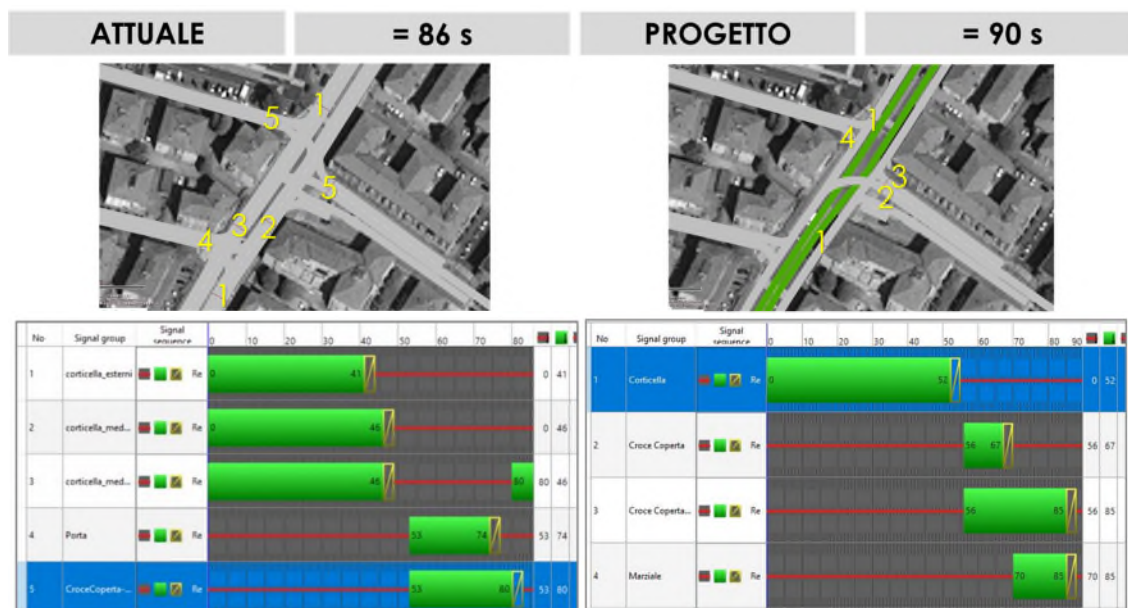 ATTUALE = 86 s PROGETTO = 90 s
1
5
5
3 2
4
1
1
4
3
2
1
No Signal group Signal sequence 0 10 20 30 40 50 60 70 80
1 corticella_esterni Re 0 41 0 41
2 corticella_med... Re 0 46 0 46
3 corticella_med... Re 46 80 80 46
4 Porta Re 53 74 53 74
5 CroceCoperta-... Re 53 80 53 80
No Signal group Signal sequence 0 10 20 30 40 50 60 70 80 90
1 Corticella Re 0 52 0 52
2 Croce Coperta Re 56 67 56 67
3 Croce Coperta... Re 56 85 56 85
4 Marziale Re 70 85 70 85